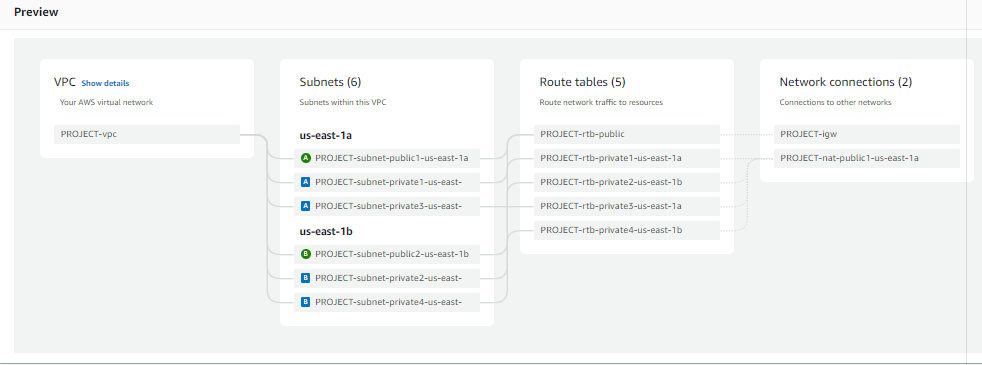 Preview
VPC Show details
Your AWS virtual network
PROJECT-vpc
Subnets (6)
Subnets within this VPC
us-east-1a
A PROJECT-subnet-public1-us-east-1a
A PROJECT-subnet-private1-us-east-
A PROJECT-subnet-private3-us-east-
us-east-1b
B PROJECT-subnet-public2-us-east-1b
B PROJECT-subnet-private2-us-east-
B PROJECT-subnet-private4-us-east-
Route tables (5)
Route network traffic to resources
PROJECT-rtb-public
PROJECT-rtb-private1-us-east-1a
PROJECT-rtb-private2-us-east-1b
PROJECT-rtb-private3-us-east-1a
PROJECT-rtb-private4-us-east-1b
Network connections (2)
Connections to other networks
PROJECT-igw
PROJECT-nat-public1-us-east-1a